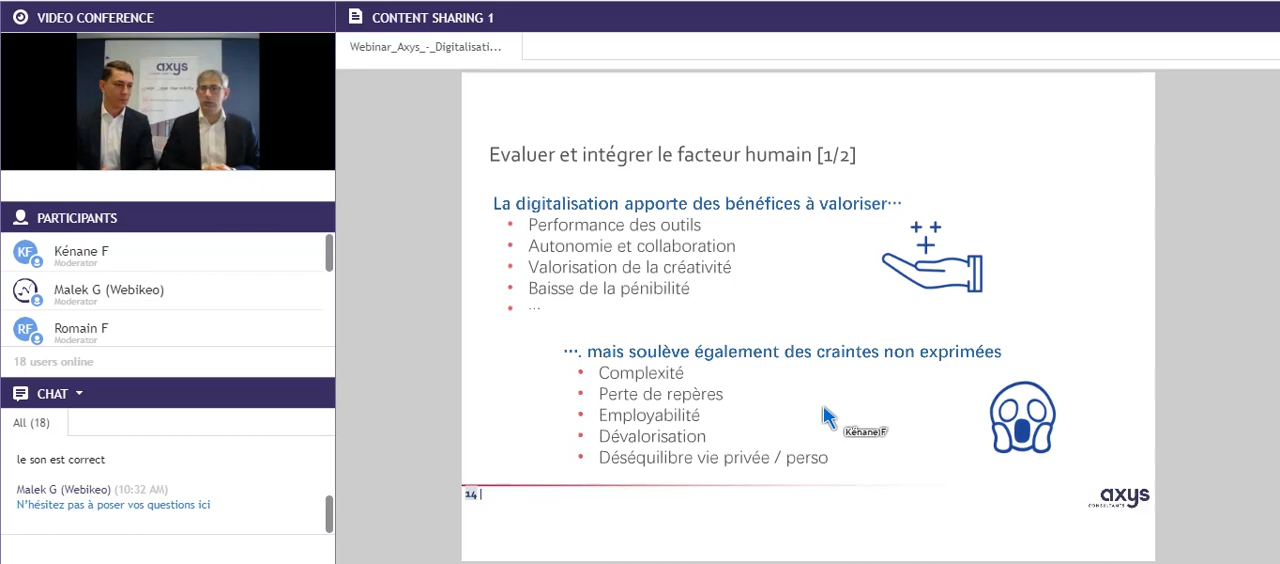 VIDEO CONFERENCE
axys
PARTICIPANTS
KF
Kénane F
Moderator
Malek G (Webikeo)
Moderator
RF
Romain F
Moderator
18 users online
CHAT
All (18)
le son est correct
Malek G (Webikeo) (10:32 AM)
N'hésitez pas à poser vos questions ici
CONTENT SHARING 1
Webinar_Axys_-_Digitalisati...
Evaluer et intégrer le facteur humain [1/2]
La digitalisation apporte des bénéfices à valoriser…
• Performance des outils
• Autonomie et collaboration
• Valorisation de la créativité
• Baisse de la pénibilité
• …
…. mais soulève également des craintes non exprimées
• Complexité
• Perte de repères
• Employabilité
• Dévalorisation
• Déséquilibre vie privée / perso
Kénane F
14 |
axys
CONSULTANTS